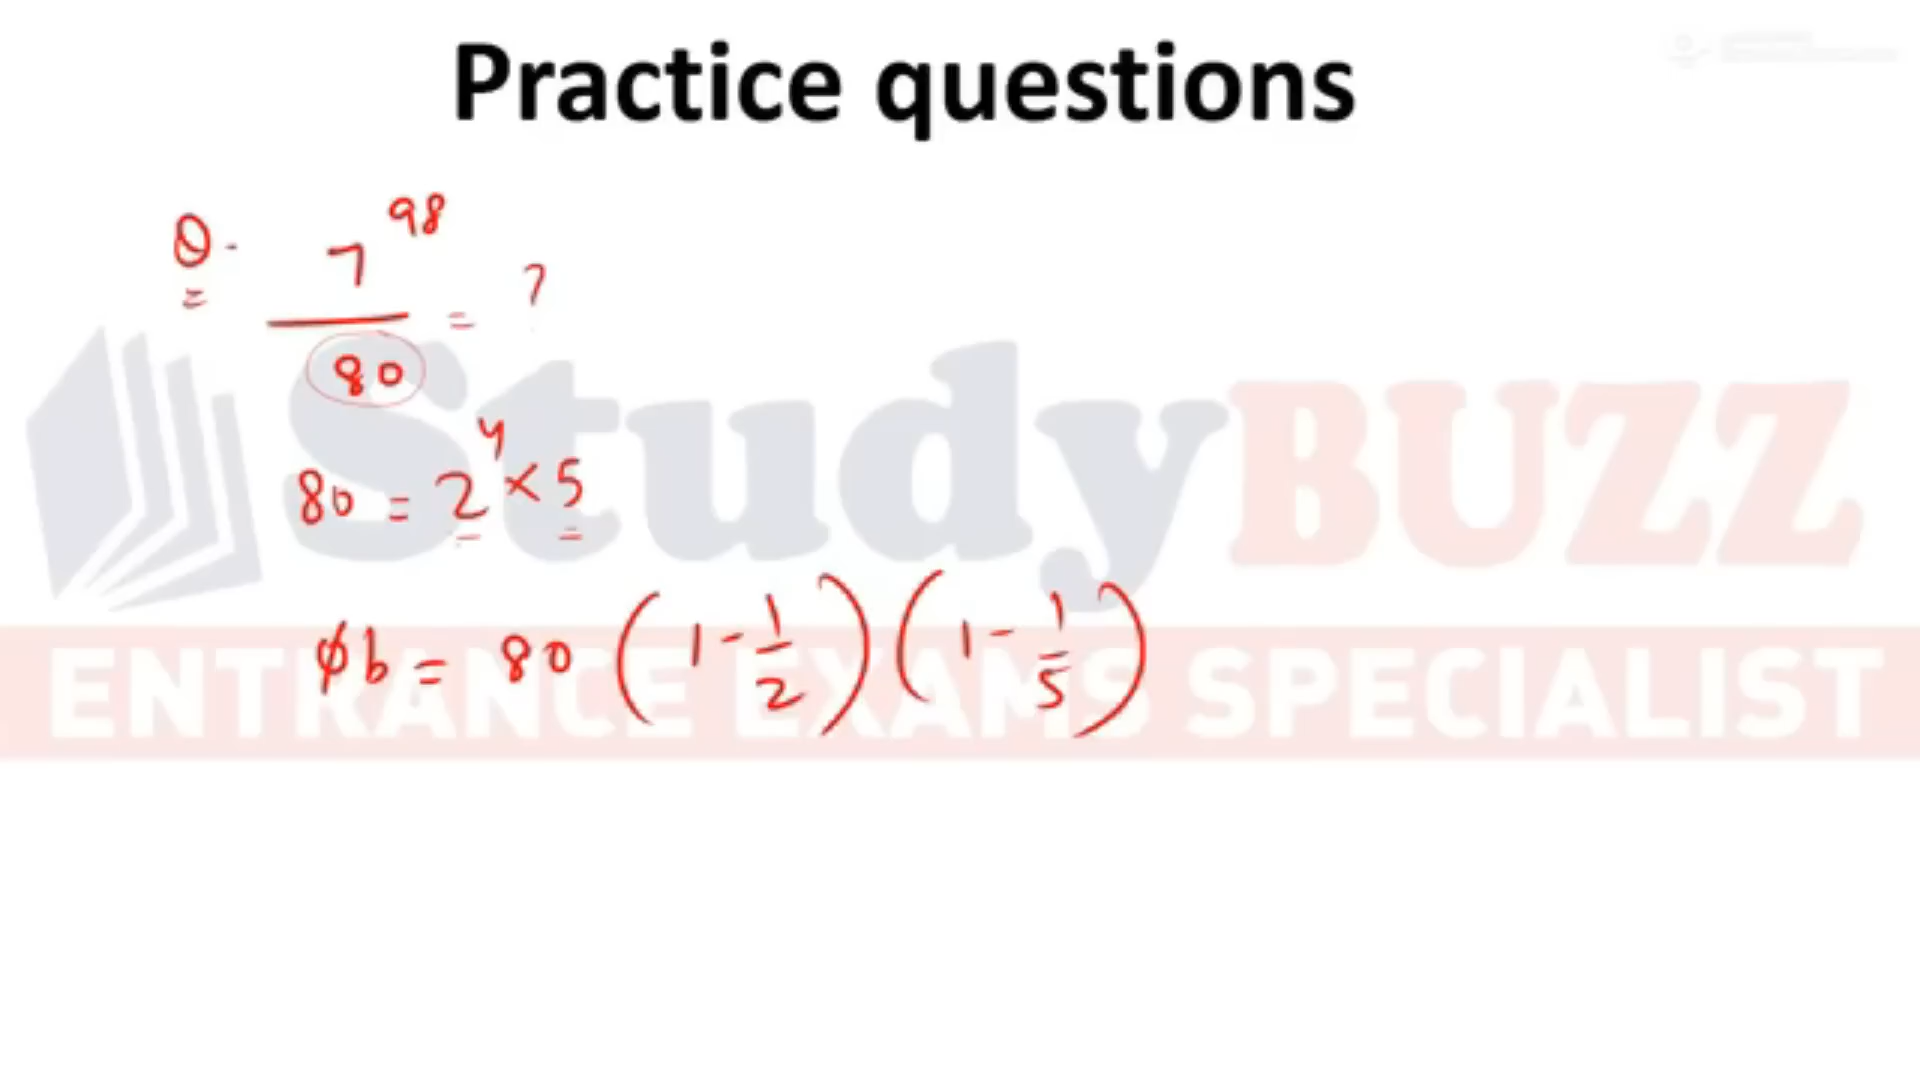 Practice questions
Q. 7^98 / 80 = ?
80 = 2^4 × 5
StudyBUZZ
ϕb = 80 (1 - 1/2) (1 - 1/5)
ENTRANCE EXAMS SPECIALIST